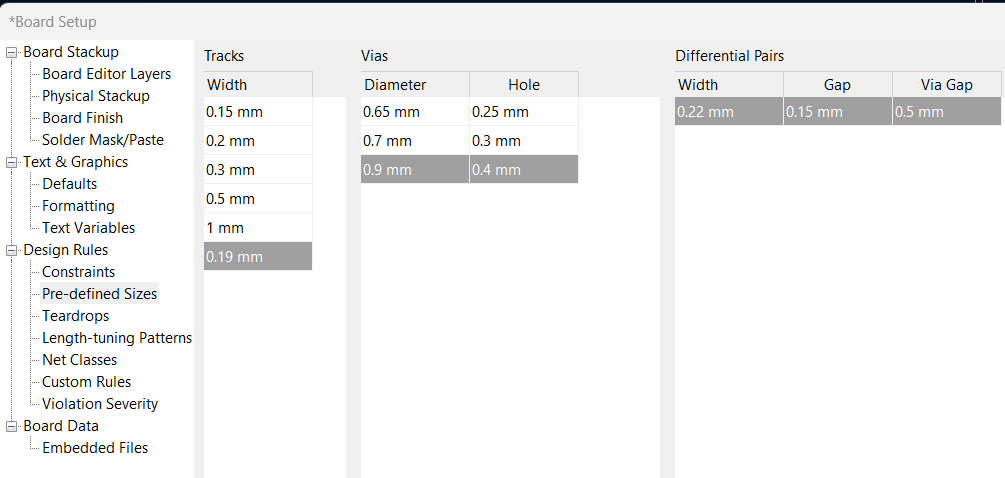 *Board Setup
Board Stackup
Board Editor Layers
Physical Stackup
Board Finish
Solder Mask/Paste
Text & Graphics
Defaults
Formatting
Text Variables
Design Rules
Constraints
Pre-defined Sizes
Teardrops
Length-tuning Patterns
Net Classes
Custom Rules
Violation Severity
Board Data
Embedded Files
Tracks
Width
0.15 mm
0.2 mm
0.3 mm
0.5 mm
1 mm
0.19 mm
Vias
Diameter Hole
0.65 mm 0.25 mm
0.7 mm 0.3 mm
0.9 mm 0.4 mm
Differential Pairs
Width Gap Via Gap
0.22 mm 0.15 mm 0.5 mm